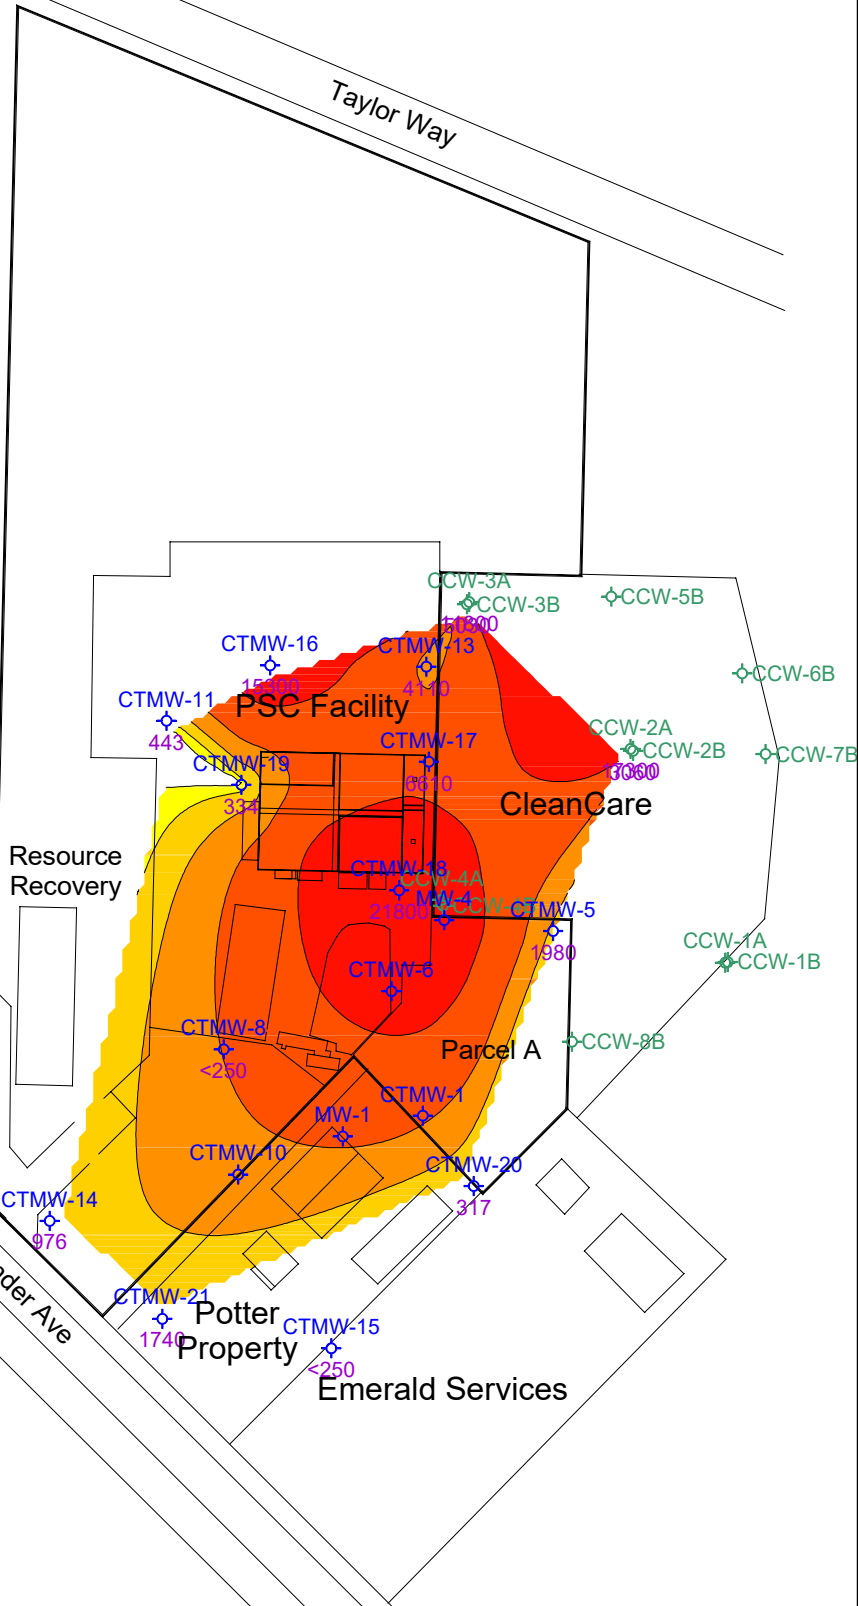 Taylor Way
CCW-3A
CCW-3B
CCW-5B
CTMW-16
15300
CTMW-13
4110
CCW-6B
CTMW-11
443
PSC Facility
CCW-2A
CCW-2B
CCW-7B
17300
3060
CTMW-17
6610
CTMW-19
334
CleanCare
Resource
Recovery
CTMW-18
21800
CCW-4A
MW-4
CTMW-5
1980
CCW-1A
CCW-1B
CTMW-6
CTMW-8
<250
Parcel A
CCW-8B
CTMW-1
MW-1
CTMW-10
CTMW-20
317
CTMW-14
976
nder Ave
CTMW-21
1740
Potter
Property
CTMW-15
<250
Emerald Services